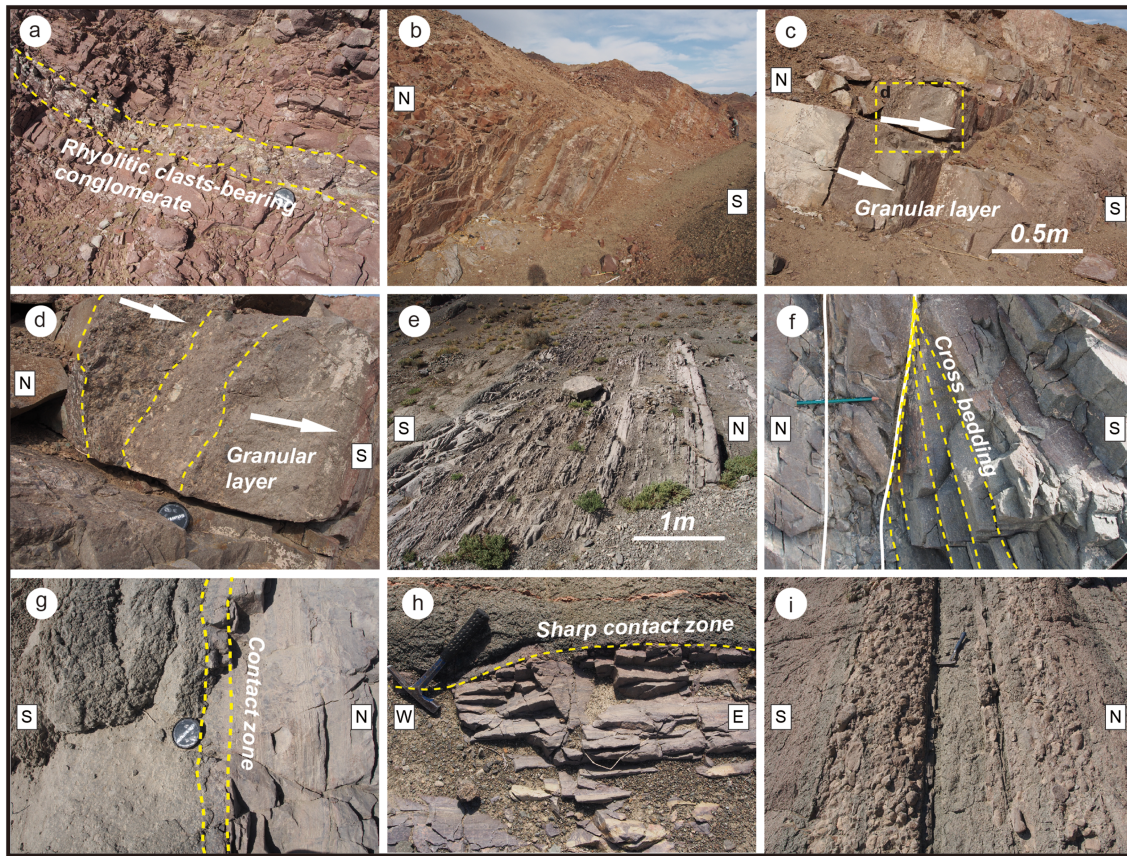 a
Rhyolitic clasts-bearing
conglomerate
b
N
S
c
N
d
Granular layer
0.5m
S
d
N
Granular
layer
S
e
S
N
1m
f
N
Cross bedding
S
g
S
Contact zone
N
h
Sharp contact zone
W
E
i
S
N